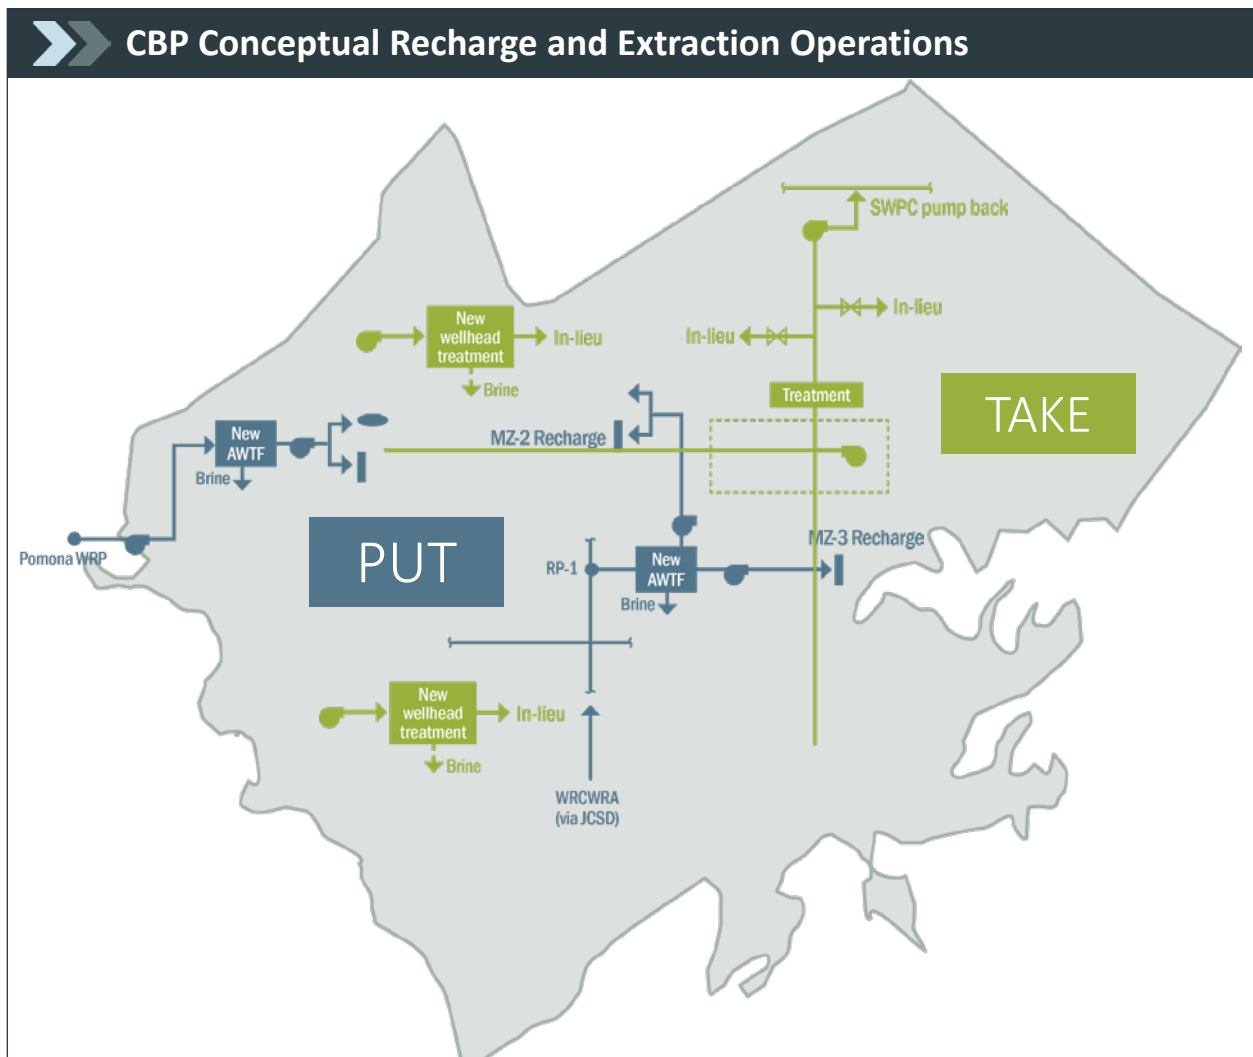 CBP Conceptual Recharge and Extraction Operations
SWPC pump back
In-lieu
In-lieu
New
wellhead
treatment
In-lieu
Brine
Treatment
TAKE
New
AWTF
Brine
MZ-2 Recharge
Pomona WRP
PUT
RP-1
New
AWTF
Brine
MZ-3 Recharge
New
wellhead
treatment
In-lieu
Brine
WRCWRA
(via JCSD)